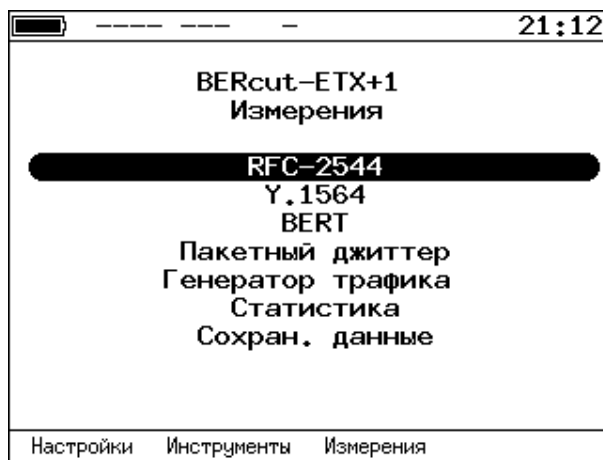 ---- --- - 21:12
BERcut-ETX+1
Измерения
RFC-2544
Y.1564
BERT
Пакетный джиттер
Генератор трафика
Статистика
Сохран. данные
Настройки Инструменты Измерения